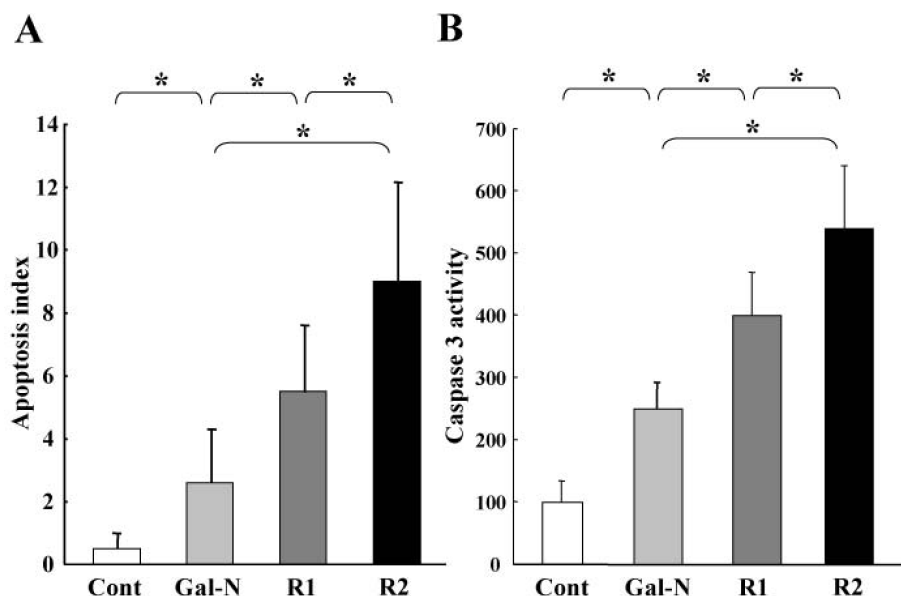 A
* * *
*
Apoptosis index
14
12
10
8
6
4
2
0
Cont Gal-N R1 R2
B
* * *
*
Caspase 3 activity
700
600
500
400
300
200
100
0
Cont Gal-N R1 R2